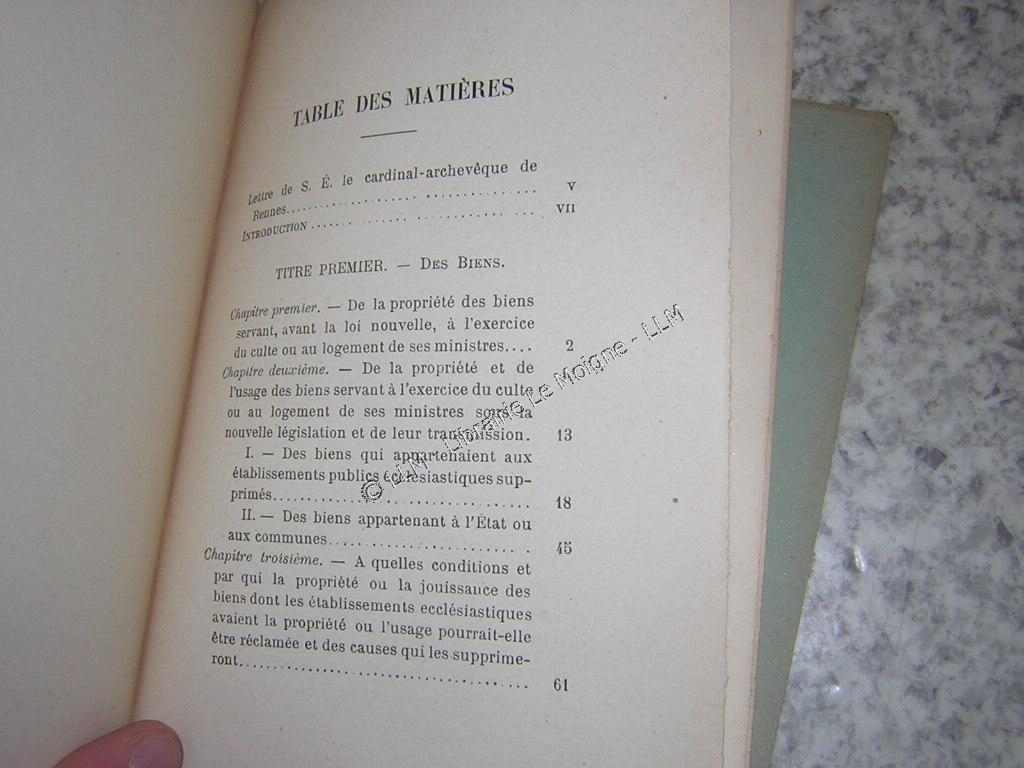 TABLE DES MATIÈRES
Lettre de S. É. le cardinal-archevêque de
Rennes........................................ V
INTRODUCTION ................................ VII
TITRE PREMIER. — DES BIENS.
Chapitre premier. — De la propriété des biens
servant, avant la loi nouvelle, à l'exercice
du culte ou au logement de ses ministres.... 2
Chapitre deuxième. — De la propriété et de
l'usage des biens servant à l'exercice du culte
ou au logement de ses ministres sous la
nouvelle législation et de leur transmission. 13
I. — Des biens qui appartenaient aux
établissements publics ecclésiastiques sup-
primés.................................. 18
II. — Des biens appartenant à l'État ou
aux communes........................ . 45
Chapitre troisième. — A quelles conditions et
par qui la propriété ou la jouissance des
biens dont les établissements ecclésiastiques
avaient la propriété ou l'usage pourrait-elle
être réclamée et des causes qui les supprime-
ront..................................... 61
© LLM - Librairie Le Moigne - LLM